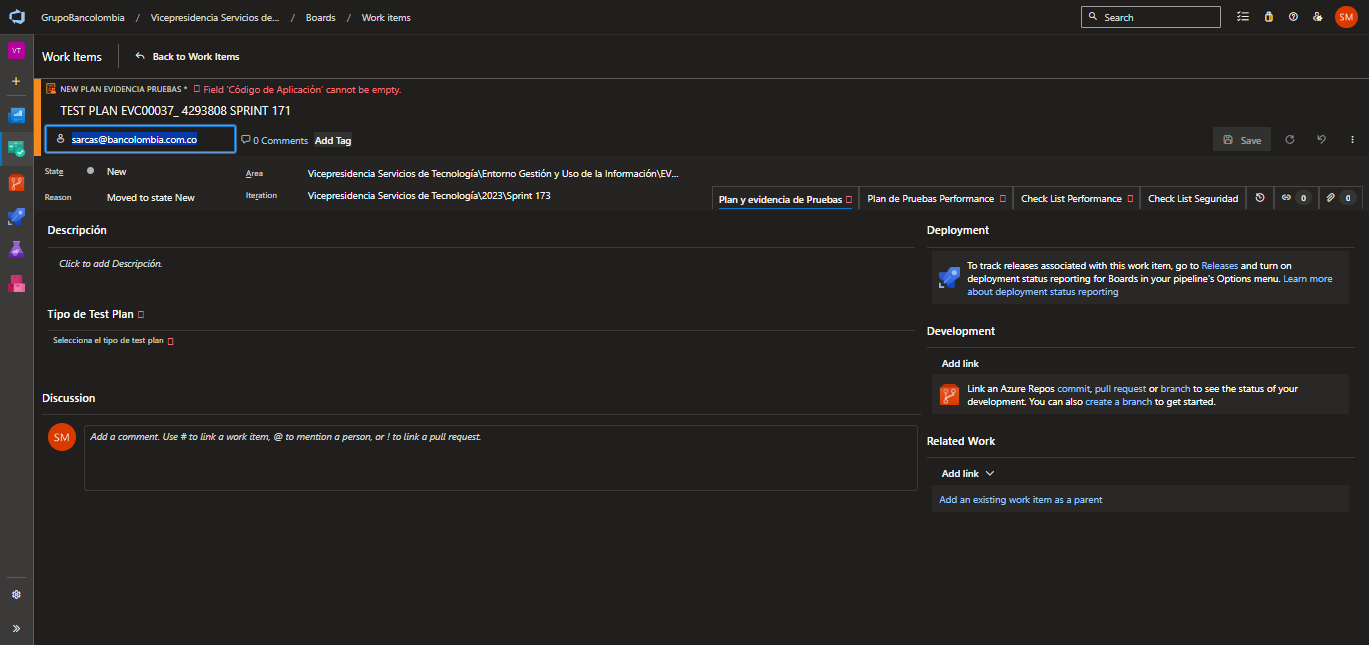 GrupoBancolombia / Vicepresidencia Servicios de... / Boards / Work items
Search
SM
VT
Work Items
Back to Work Items
NEW PLAN EVIDENCIA PRUEBAS * Field 'Código de Aplicación' cannot be empty.
TEST PLAN EVC00037_ 4293808 SPRINT 171
sarcas@bancolombia.com.co
0 Comments
Add Tag
Save
State
New
Area
Vicepresidencia Servicios de Tecnología\Entorno Gestión y Uso de la Información\EV...
Reason
Moved to state New
Iteration
Vicepresidencia Servicios de Tecnología\2023\Sprint 173
Plan y evidencia de Pruebas
Plan de Pruebas Performance
Check List Performance
Check List Seguridad
0
0
Descripción
Click to add Descripción.
Tipo de Test Plan
Selecciona el tipo de test plan
Discussion
SM
Add a comment. Use # to link a work item, @ to mention a person, or ! to link a pull request.
Deployment
To track releases associated with this work item, go to Releases and turn on
deployment status reporting for Boards in your pipeline's Options menu. Learn more
about deployment status reporting
Development
Add link
Link an Azure Repos commit, pull request or branch to see the status of your
development. You can also create a branch to get started.
Related Work
Add link
Add an existing work item as a parent